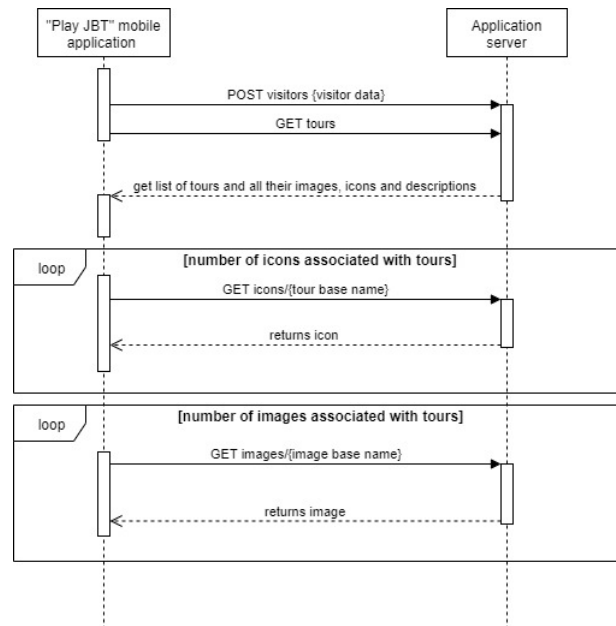 "Play JBT" mobile
application
Application
server
POST visitors {visitor data}
GET tours
get list of tours and all their images, icons and descriptions
loop
[number of icons associated with tours]
GET icons/{tour base name}
returns icon
loop
[number of images associated with tours]
GET images/{image base name}
returns image